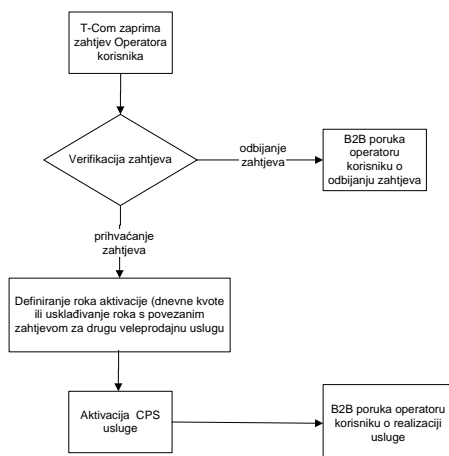 T-Com zaprima
zahtjev Operatora
korisnika
Verifikacija zahtjeva
odbijanje
zahtjeva
B2B poruka
operatoru
korisniku o
odbijanju zahtjeva
prihvaćanje
zahtjeva
Definiranje roka aktivacije (dnevne kvote
ili usklađivanje roka s povezanim
zahtjevom za drugu veleprodajnu uslugu
Aktivacija CPS
usluge
B2B poruka operatoru
korisniku o realizaciji
usluge